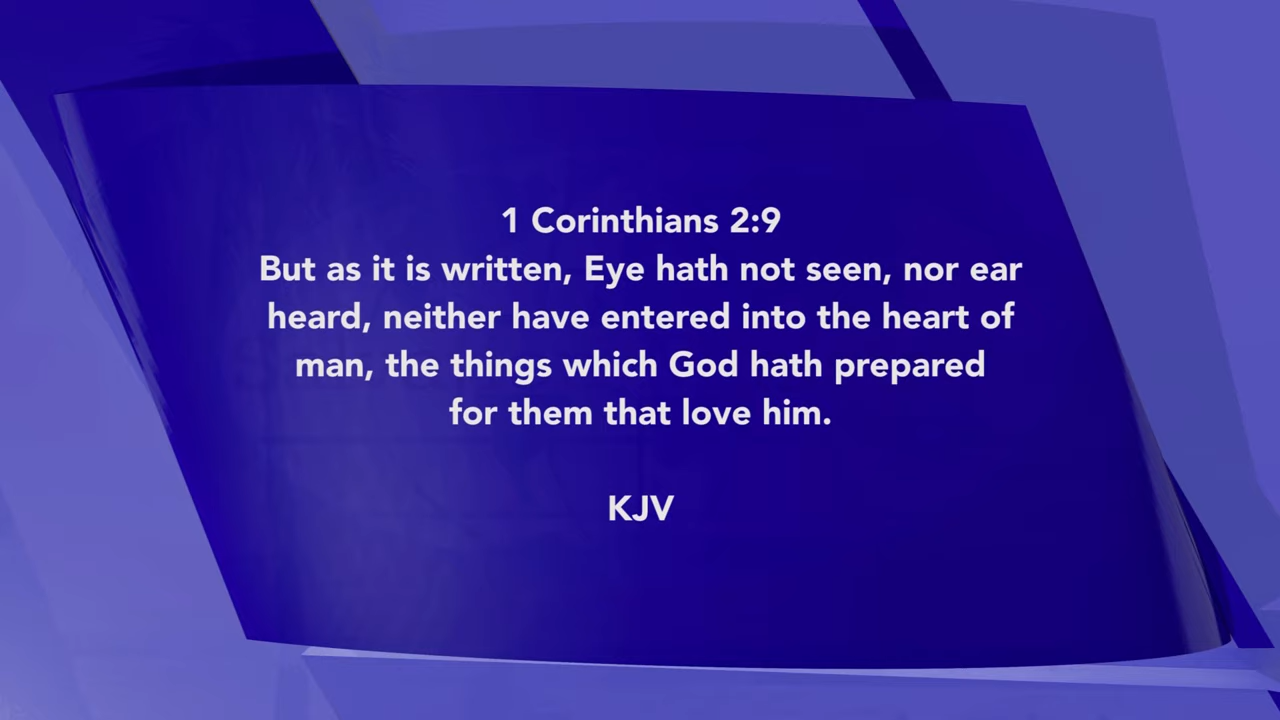 1 Corinthians 2:9
But as it is written, Eye hath not seen, nor ear
heard, neither have entered into the heart of
man, the things which God hath prepared
for them that love him.
KJV